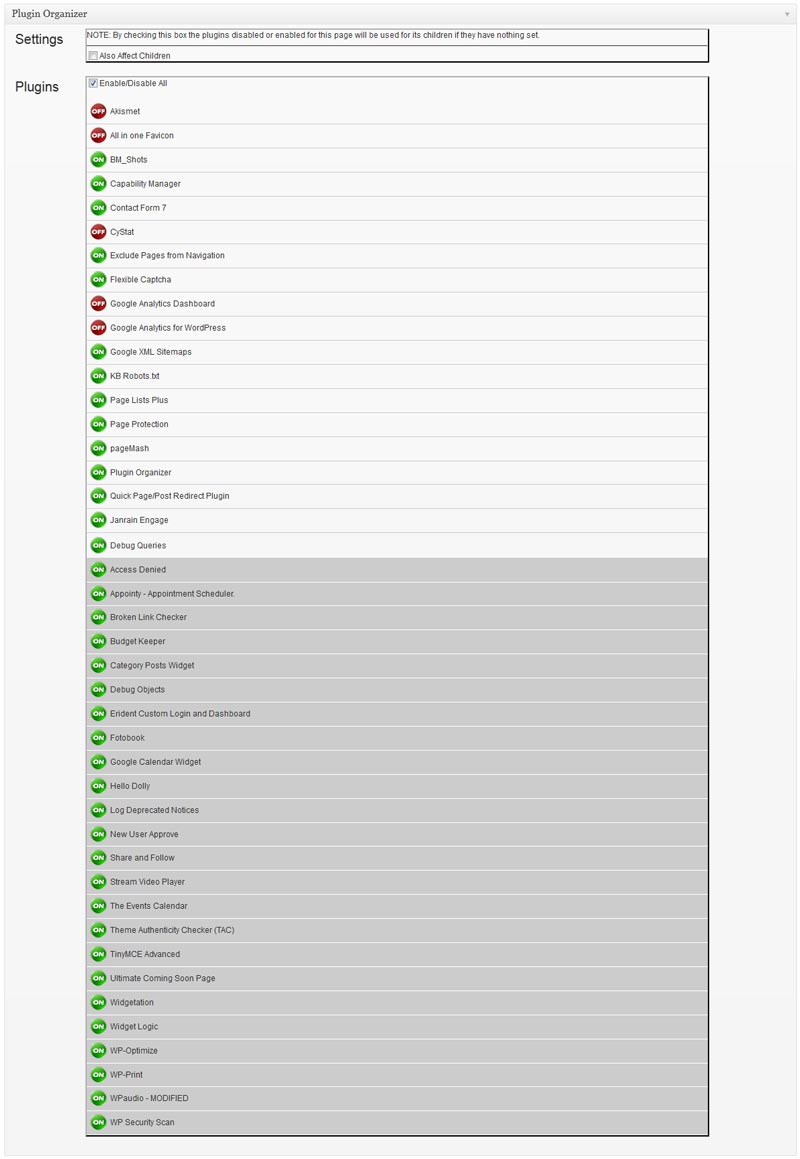 Plugin Organizer
Settings
NOTE: By checking this box the plugins disabled or enabled for this page will be used for its children if they have nothing set.
Also Affect Children
Plugins
Enable/Disable All
OFF Akismet
OFF All in one Favicon
ON BM_Shots
ON Capability Manager
ON Contact Form 7
OFF CyStat
ON Exclude Pages from Navigation
ON Flexible Captcha
OFF Google Analytics Dashboard
OFF Google Analytics for WordPress
ON Google XML Sitemaps
ON KB Robots.txt
ON Page Lists Plus
ON Page Protection
ON pageMash
ON Plugin Organizer
ON Quick Page/Post Redirect Plugin
ON Janrain Engage
ON Debug Queries
ON Access Denied
ON Appointy - Appointment Scheduler.
ON Broken Link Checker
ON Budget Keeper
ON Category Posts Widget
ON Debug Objects
ON Erident Custom Login and Dashboard
ON Fotobook
ON Google Calendar Widget
ON Hello Dolly
ON Log Deprecated Notices
ON New User Approve
ON Share and Follow
ON Stream Video Player
ON The Events Calendar
ON Theme Authenticity Checker (TAC)
ON TinyMCE Advanced
ON Ultimate Coming Soon Page
ON Widgetation
ON Widget Logic
ON WP-Optimize
ON WP-Print
ON WPaudio - MODIFIED
ON WP Security Scan